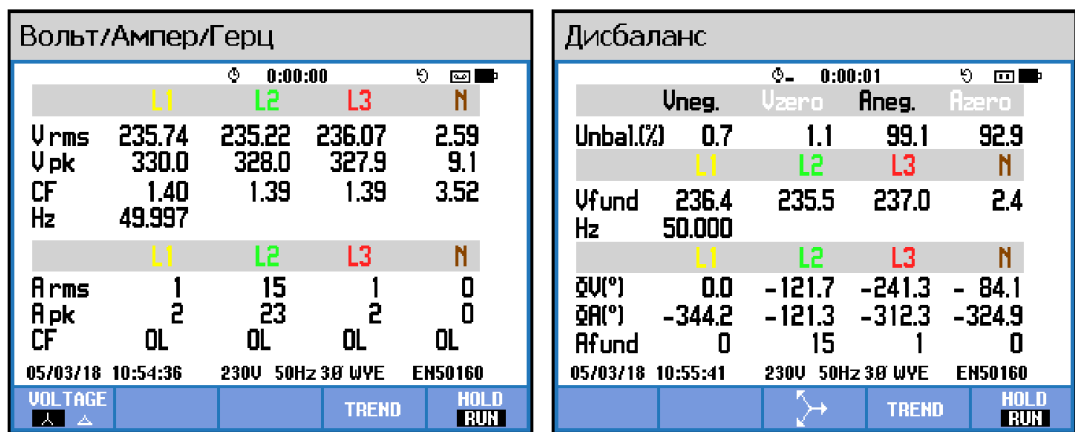 Вольт/Ампер/Герц
0:00:00
L1 L2 L3 N
V rms 235.74 235.22 236.07 2.59
V pk 330.0 328.0 327.9 9.1
CF 1.40 1.39 1.39 3.52
Hz 49.997
L1 L2 L3 N
A rms 1 15 1 0
A pk 2 23 2 0
CF OL OL OL OL
05/03/18 10:54:36 230V 50Hz 3.Ø WYE EN50160
VOLTAGE TREND HOLD
RUN
Дисбаланс
0:00:01
Vneg. Vzero Aneg. Azero
Unbal.(%) 0.7 1.1 99.1 92.9
L1 L2 L3 N
Vfund 236.4 235.5 237.0 2.4
Hz 50.000
L1 L2 L3 N
ΦV(°) 0.0 -121.7 -241.3 - 84.1
ΦA(°) -344.2 -121.3 -312.3 -324.9
Afund 0 15 1 0
05/03/18 10:55:41 230V 50Hz 3.Ø WYE EN50160
TREND HOLD
RUN